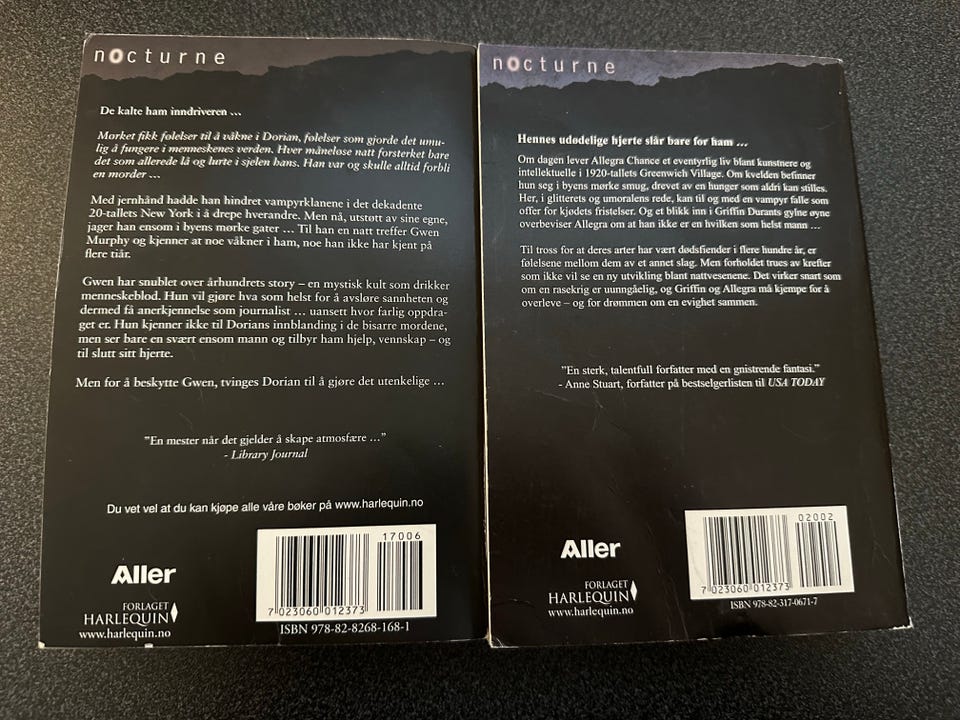 nocturne
De kalte ham inndriveren ...
Mørket fikk følelser til å våkne i Dorian, følelser som gjorde det umu-
lig å fungere i menneskenes verden. Hver måneløse natt forsterket bare
det som allerede lå og lurte i sjelen hans. Han var og skulle alltid forbli
en morder ...
Med jernhånd hadde han hindret vampyrklanene i det dekadente
20-tallets New York i å drepe hverandre. Men nå, utstøtt av sine egne,
jager han ensom i byens mørke gater ... Til han en natt treffer Gwen
Murphy og kjenner at noe våkner i ham, noe han ikke har kjent på
flere tiår.
Gwen har snublet over århundrets story – en mystisk kult som drikker
menneskeblod. Hun vil gjøre hva som helst for å avsløre sannheten og
dermed få anerkjennelse som journalist ... uansett hvor farlig oppdra-
get er. Hun kjenner ikke til Dorians innblanding i de bisarre mordene,
men ser bare en svært ensom mann og tilbyr ham hjelp, vennskap – og
til slutt sitt hjerte.
Men for å beskytte Gwen, tvinges Dorian til å gjøre det utenkelige ...
"En mester når det gjelder å skape atmosfære ..."
- Library Journal
Du vet vel at du kan kjøpe alle våre bøker på www.harlequin.no
Aller
FORLAGET
HARLEQUIN
www.harlequin.no
17006
7 023060 012373
ISBN 978-82-8268-168-1
nocturne
Hennes udødelige hjerte slår bare for ham ...
Om dagen lever Allegra Chance et eventyrlig liv blant kunstnere og
intellektuelle i 1920-tallets Greenwich Village. Om kvelden befinner
hun seg i byens mørke smug, drevet av en hunger som aldri kan stilles.
Her, i glitterets og umoralens rede, kan til og med en vampyr falle som
offer for kjødets fristelser. Og et blikk inn i Griffin Durants gylne øyne
overbeviser Allegra om at han ikke er en hvilken som helst mann ...
Til tross for at deres arter har vært dødsfiender i flere hundre år, er
følelsene mellom dem av et annet slag. Men forholdet trues av krefter
som ikke vil se en ny utvikling blant nattvesenene. Det virker snart som
om en rasekrig er uunngåelig, og Griffin og Allegra må kjempe for å
overleve – og for drømmen om en evighet sammen.
"En sterk, talentfull forfatter med en gnistrende fantasi."
- Anne Stuart, forfatter på bestselgerlisten til USA TODAY
Aller
FORLAGET
HARLEQUIN
www.harlequin.no
02002
7 023060 012373
ISBN 978-82-317-0671-7